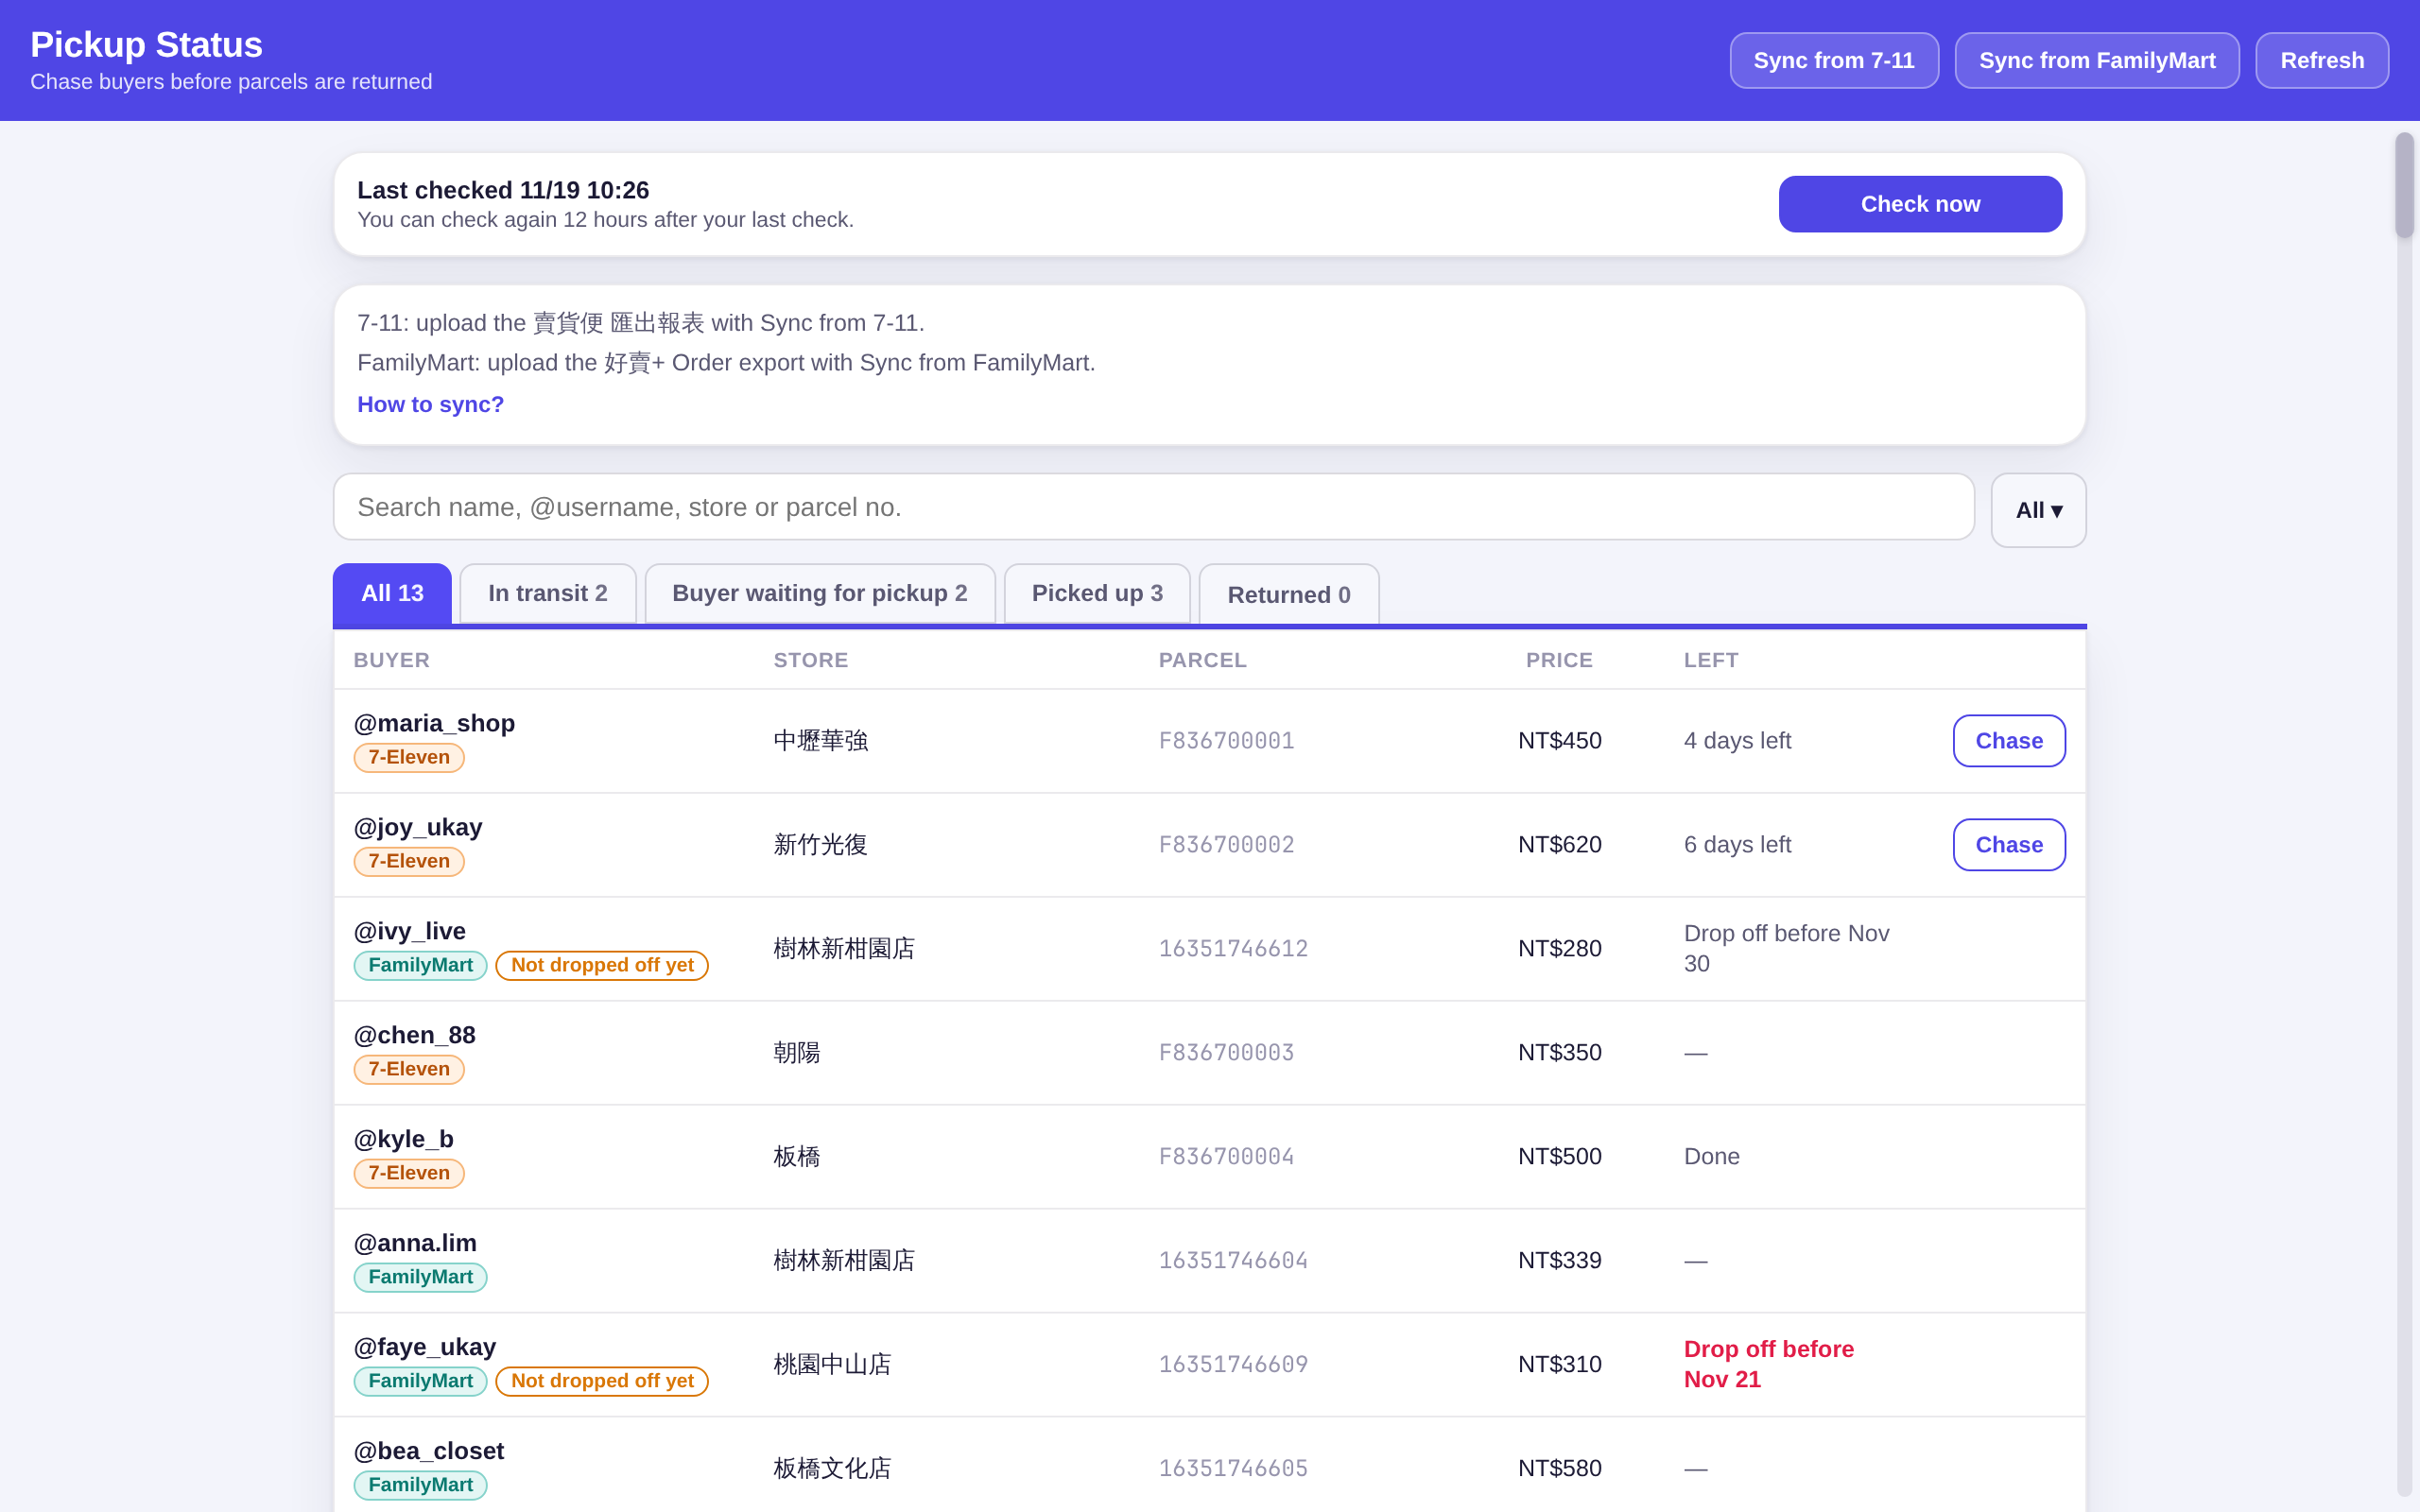 Pickup Status
Chase buyers before parcels are returned
Sync from 7-11
Sync from FamilyMart
Refresh
Last checked 11/19 10:26
You can check again 12 hours after your last check.
Check now
7-11: upload the 賣貨便 匯出報表 with Sync from 7-11.
FamilyMart: upload the 好賣+ Order export with Sync from FamilyMart.
How to sync?
Search name, @username, store or parcel no.
All ▾
All 13
In transit 2
Buyer waiting for pickup 2
Picked up 3
Returned 0
BUYER STORE PARCEL PRICE LEFT
@maria_shop
7-Eleven
中壢華強
F836700001
NT$450
4 days left
Chase
@joy_ukay
7-Eleven
新竹光復
F836700002
NT$620
6 days left
Chase
@ivy_live
FamilyMart
Not dropped off yet
樹林新柑園店
16351746612
NT$280
Drop off before Nov
30
@chen_88
7-Eleven
朝陽
F836700003
NT$350
—
@kyle_b
7-Eleven
板橋
F836700004
NT$500
Done
@anna.lim
FamilyMart
樹林新柑園店
16351746604
NT$339
—
@faye_ukay
FamilyMart
Not dropped off yet
桃園中山店
16351746609
NT$310
Drop off before
Nov 21
@bea_closet
FamilyMart
板橋文化店
16351746605
NT$580
—